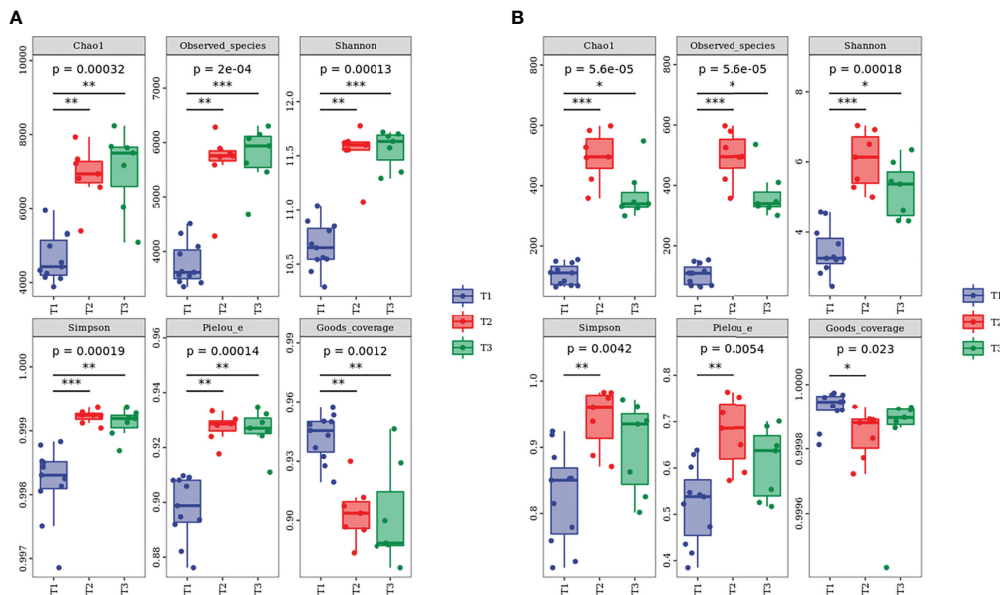 A
Chao1
p = 0.00032
**
**
10000
8000
6000
4000
T1
T2
T3
Observed_species
p = 2e-04
***
**
7000
6000
5000
4000
T1
T2
T3
Shannon
p = 0.00013
***
**
12.0
11.5
11.0
10.5
T1
T2
T3
Simpson
p = 0.00019
**
***
1.000
0.999
0.998
0.997
T1
T2
T3
Pielou_e
p = 0.00014
**
**
0.96
0.94
0.92
0.90
0.88
T1
T2
T3
Goods_coverage
p = 0.0012
**
**
0.99
0.96
0.93
0.90
T1
T2
T3
T1
T2
T3
B
Chao1
p = 5.6e-05
*
***
800
600
400
200
T1
T2
T3
Observed_species
p = 5.6e-05
*
***
800
600
400
200
T1
T2
T3
Shannon
p = 0.00018
*
***
8
6
4
T1
T2
T3
Simpson
p = 0.0042
**
1.0
0.9
0.8
T1
T2
T3
Pielou_e
p = 0.0054
**
0.8
0.7
0.6
0.5
0.4
T1
T2
T3
Goods_coverage
p = 0.023
*
1.0000
0.9998
0.9996
T1
T2
T3
T1
T2
T3